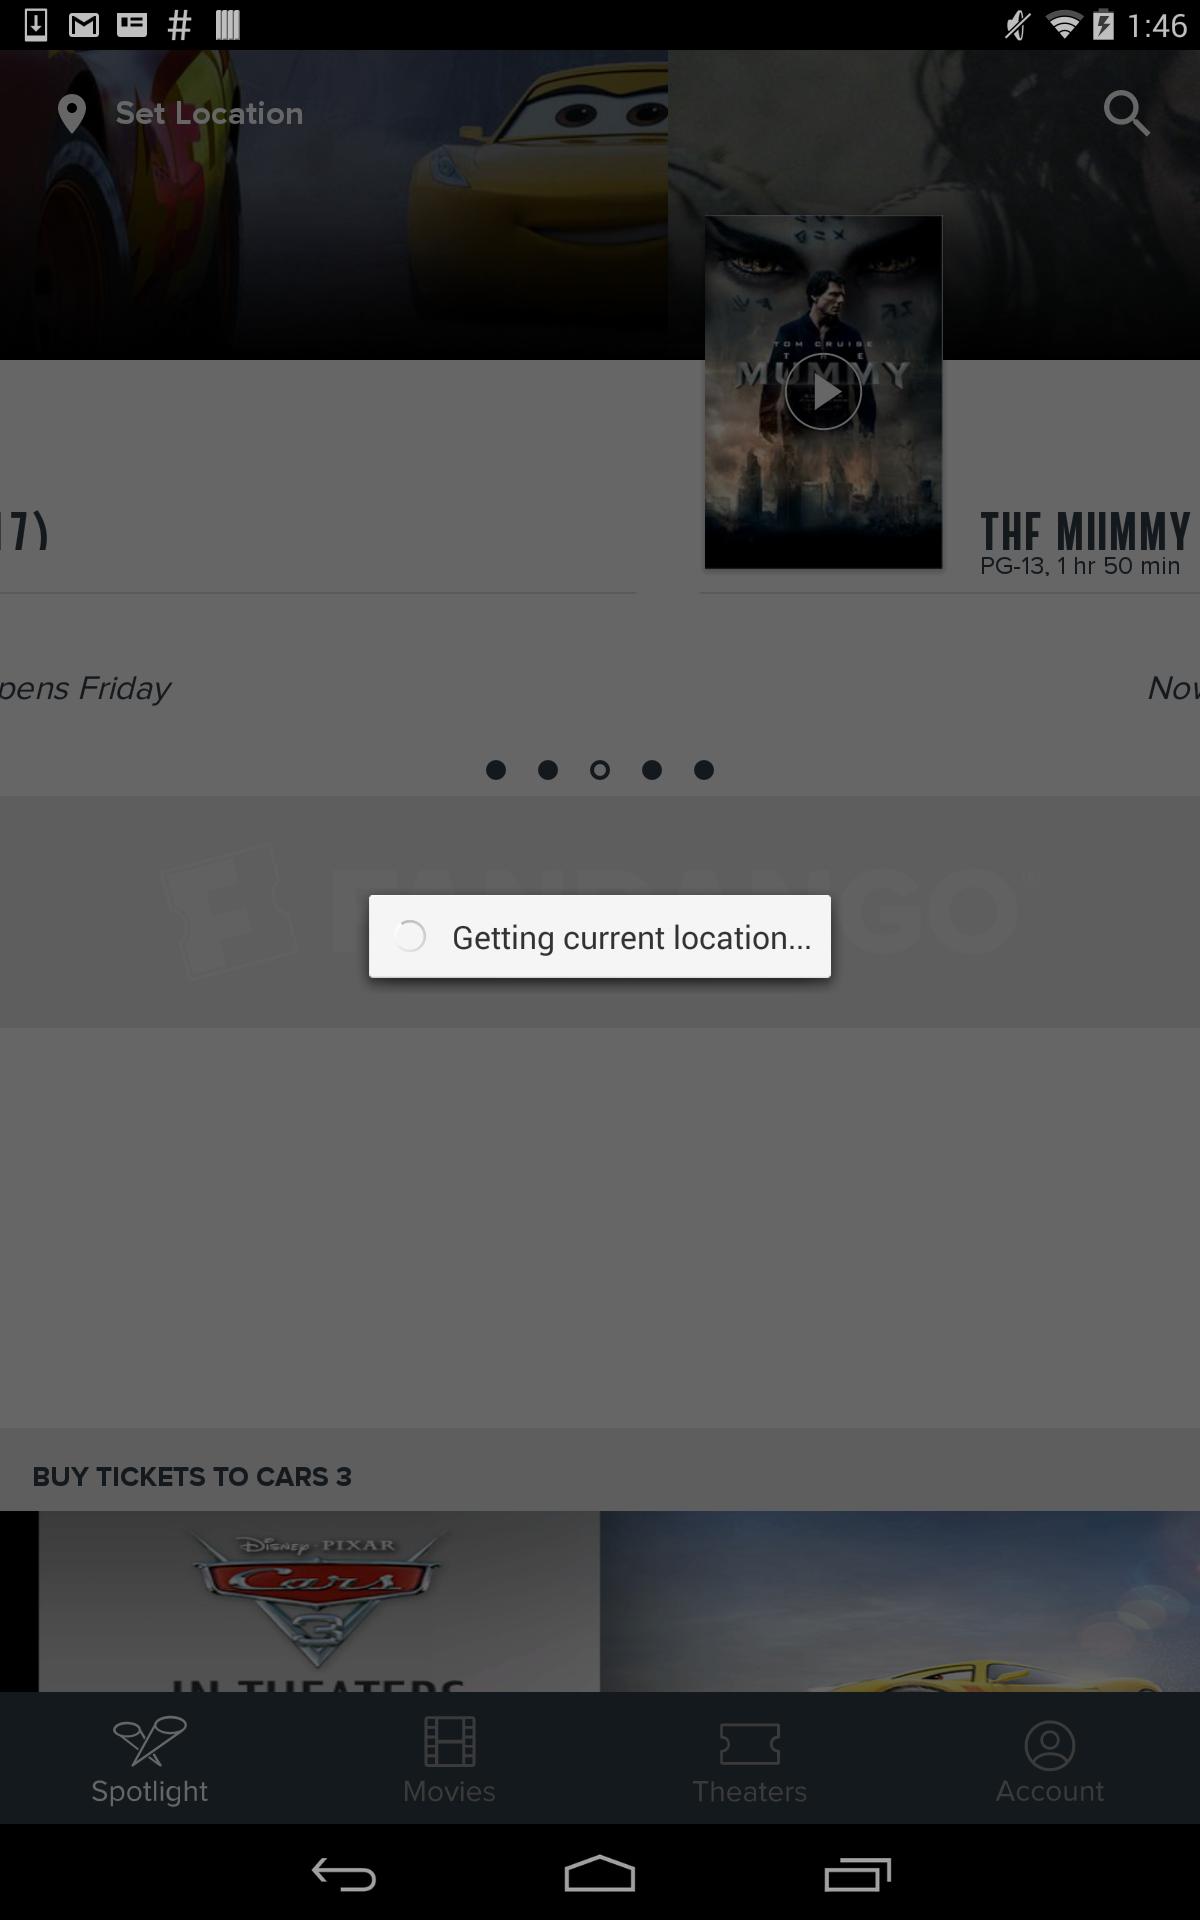 1:46
Set Location
TOM CRUISE
THE
MUMMY
17)
THE MUMMY
PG-13, 1 hr 50 min
pens Friday
Nov
FANDANGO
Getting current location...
BUY TICKETS TO CARS 3
Disney·PIXAR
Cars
3
IN THEATERS
Spotlight
Movies
Theaters
Account